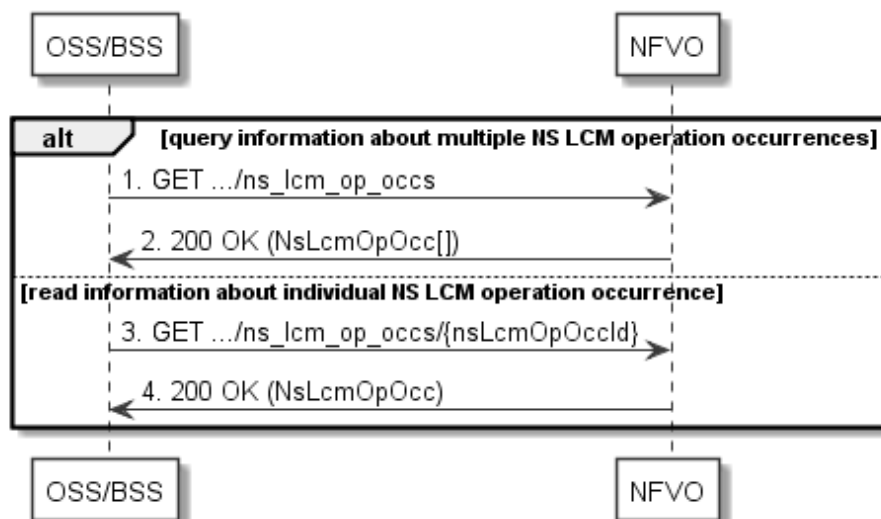 OSS/BSS NFVO
alt [query information about multiple NS LCM operation occurrences]
1. GET .../ns_lcm_op_occs
2. 200 OK (NsLcmOpOcc[])
[read information about individual NS LCM operation occurrence]
3. GET .../ns_lcm_op_occs/{nsLcmOpOccId}
4. 200 OK (NsLcmOpOcc)
OSS/BSS NFVO